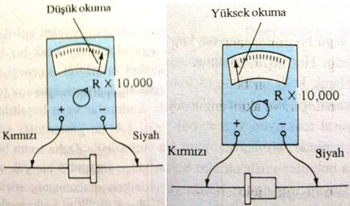 Düşük okuma
R × 10,000
+ −
Kırmızı
Siyah
Yüksek okuma
R × 10,000
+ −
Kırmızı
Siyah